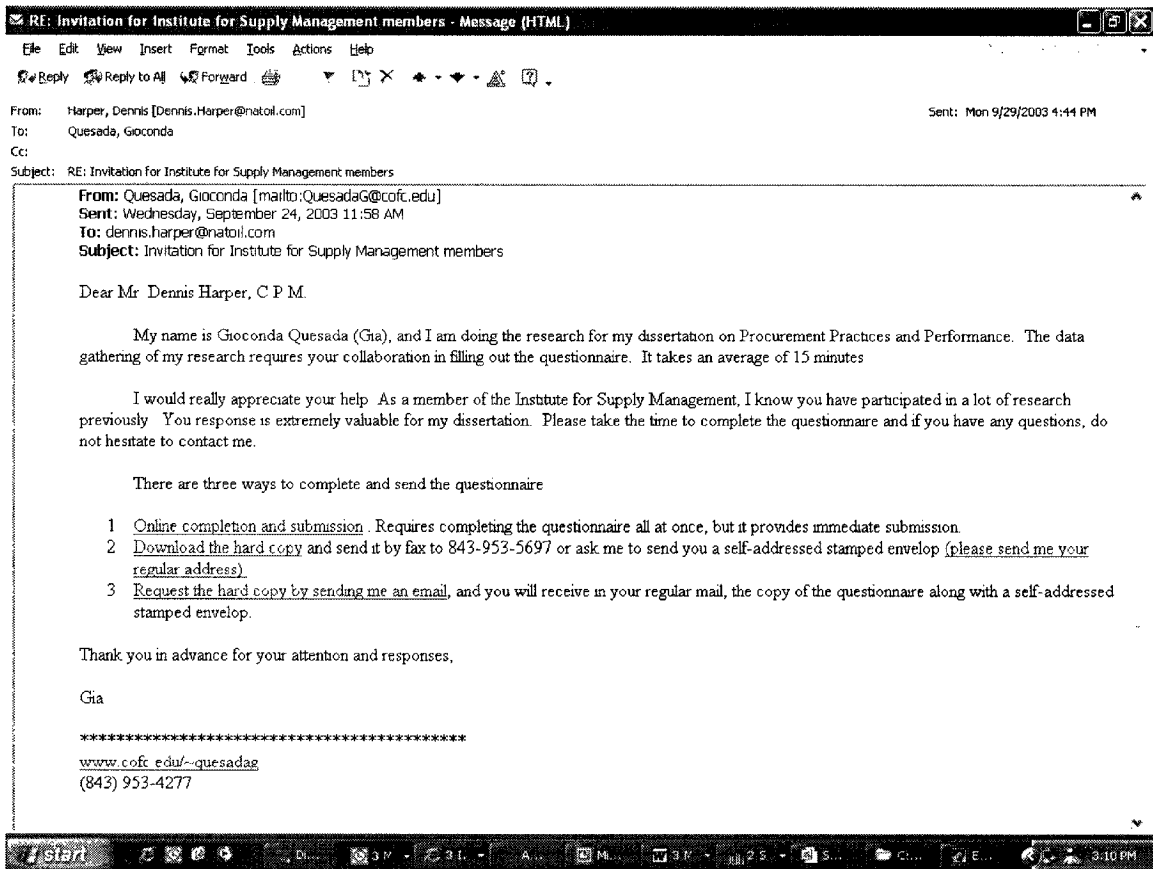 RE: Invitation for Institute for Supply Management members - Message (HTML)
File Edit View Insert Format Tools Actions Help
Reply Reply to All Forward
From: Harper, Dennis [Dennis.Harper@natoil.com] Sent: Mon 9/29/2003 4:44 PM
To: Quesada, Gioconda
Cc:
Subject: RE: Invitation for Institute for Supply Management members
From: Quesada, Gioconda [mailto:QuesadaG@cofc.edu]
Sent: Wednesday, September 24, 2003 11:58 AM
To: dennis.harper@natoil.com
Subject: Invitation for Institute for Supply Management members
Dear Mr Dennis Harper, C P M.
My name is Gioconda Quesada (Gia), and I am doing the research for my dissertation on Procurement Practices and Performance. The data
gathering of my research requires your collaboration in filling out the questionnaire. It takes an average of 15 minutes
I would really appreciate your help As a member of the Institute for Supply Management, I know you have participated in a lot of research
previously You response is extremely valuable for my dissertation. Please take the time to complete the questionnaire and if you have any questions, do
not hesitate to contact me.
There are three ways to complete and send the questionnaire
1 Online completion and submission . Requires completing the questionnaire all at once, but it provides immediate submission.
2 Download the hard copy and send it by fax to 843-953-5697 or ask me to send you a self-addressed stamped envelop (please send me your
regular address)
3 Request the hard copy by sending me an email, and you will receive in your regular mail, the copy of the questionnaire along with a self-addressed
stamped envelop.
Thank you in advance for your attention and responses,
Gia
*******************************************
www.cofc edu/~quesadag
(843) 953-4277
start Di... 3 M 3 I. A... Mi... 3 M 2 S. S... C:... E... 3:10 PM